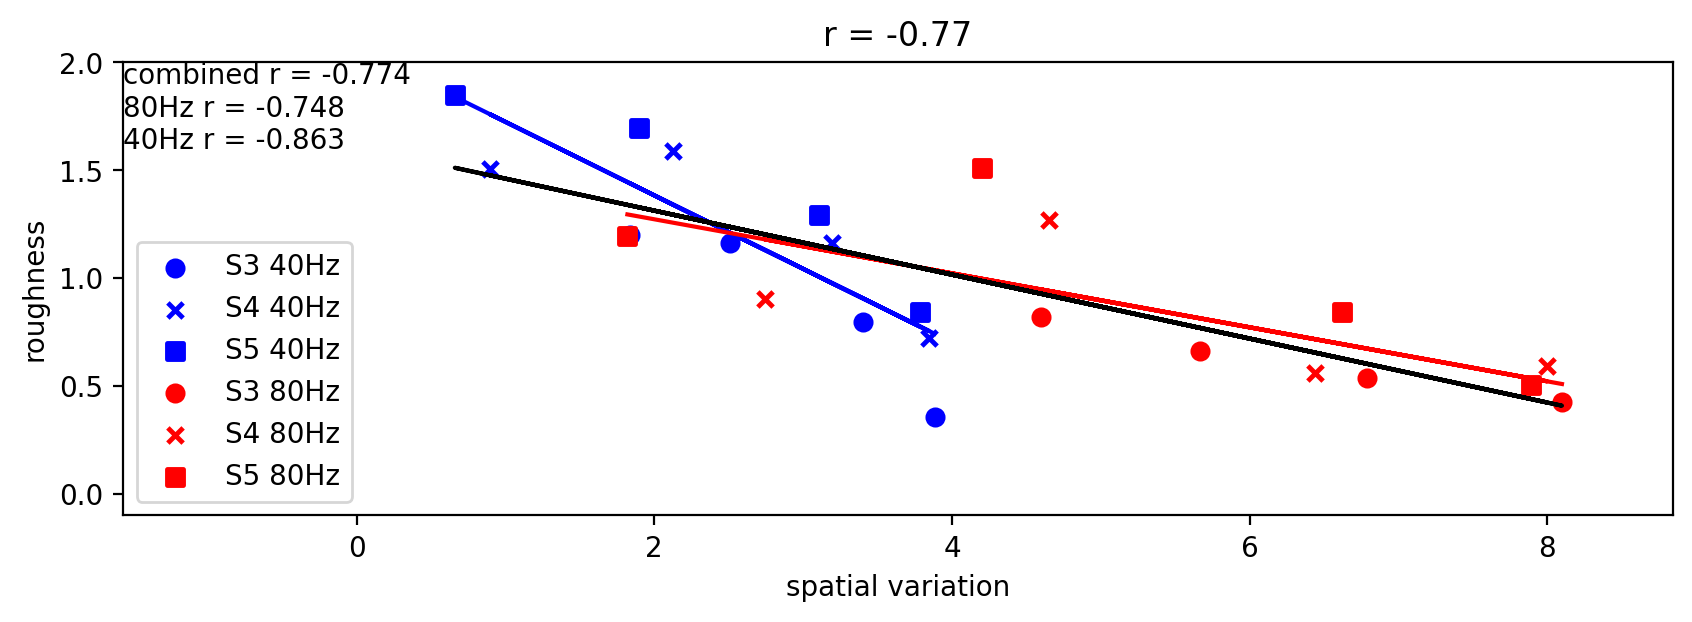 r = -0.77
combined r = -0.774
80Hz r = -0.748
40Hz r = -0.863
2.0
1.5
1.0
0.5
0.0
roughness
S3 40Hz
S4 40Hz
S5 40Hz
S3 80Hz
S4 80Hz
S5 80Hz
0 2 4 6 8
spatial variation